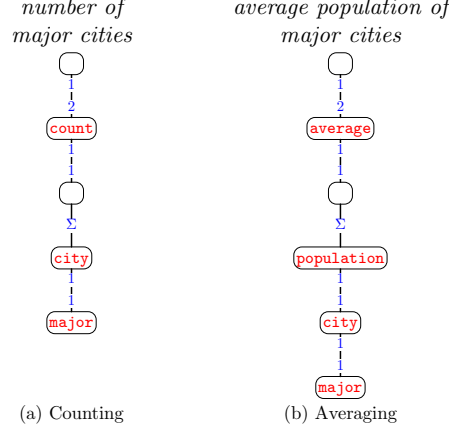 number of
major cities
1
2
count
1
1
Σ
city
1
1
major
(a) Counting
average population of
major cities
1
2
average
1
1
Σ
population
1
1
city
1
1
major
(b) Averaging